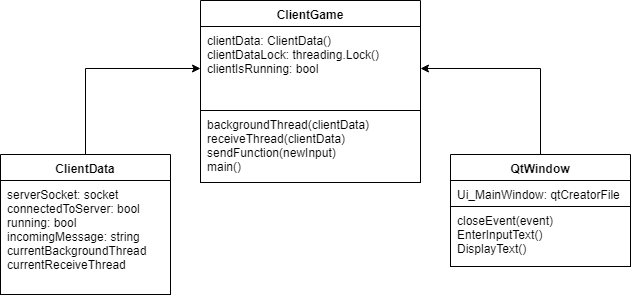 ClientGame
clientData: ClientData()
clientDataLock: threading.Lock()
clientIsRunning: bool
backgroundThread(clientData)
receiveThread(clientData)
sendFunction(newInput)
main()
ClientData
serverSocket: socket
connectedToServer: bool
running: bool
incomingMessage: string
currentBackgroundThread
currentReceiveThread
QtWindow
Ui_MainWindow: qtCreatorFile
closeEvent(event)
EnterInputText()
DisplayText()